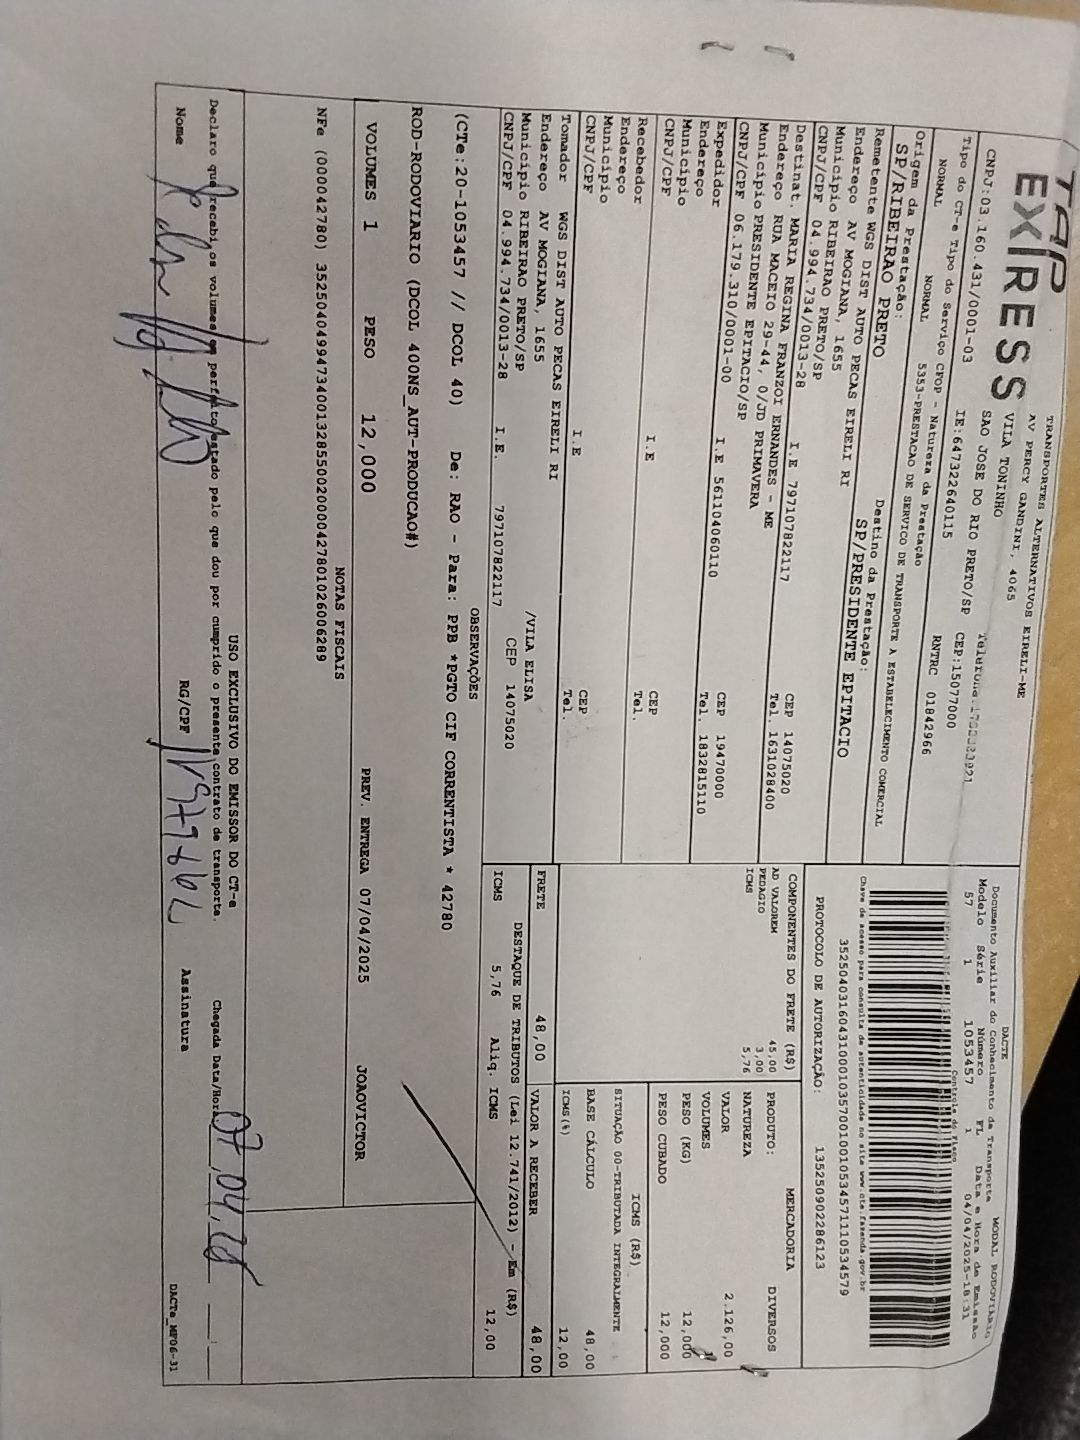 TAP
EXPRESS
TRANSPORTES ALTERNATIVOS EIRELI-ME
AV PERCY GANDINI, 4065
VILA TONINHO
SAO JOSE DO RIO PRETO/SP CEP:15077000
CNPJ:03.160.431/0001-03 IE:647322640115
Tipo do CT-e Tipo do Serviço CFOP - Natureza da Prestação RNTRC 01842966
NORMAL NORMAL 5353-PRESTACAO DE SERVICO DE TRANSPORTE A ESTABELECIMENTO COMERCIAL
Origem da Prestação: Destino da Prestação:
SP/RIBEIRAO PRETO SP/PRESIDENTE EPITACIO
Remetente WGS DIST AUTO PECAS EIRELI RI
Endereço AV MOGIANA, 1655
Município RIBEIRAO PRETO/SP CEP 14075020
CNPJ/CPF 04.994.734/0013-28 I.E 797107822117 Tel. 1631028400
Destinat. MARIA REGINA FRANZOI ERNANDES - ME
Endereço RUA MACEIO 29-44, 0/JD PRIMAVERA
Município PRESIDENTE EPITACIO/SP CEP 19470000
CNPJ/CPF 06.179.310/0001-00 I.E 561104060110 Tel. 1832815110
Expedidor
Endereço
Município CEP
CNPJ/CPF I.E Tel.
Recebedor
Endereço
Município CEP
CNPJ/CPF I.E Tel.
Tomador WGS DIST AUTO PECAS EIRELI RI
Endereço AV MOGIANA, 1655 /VILA ELISA
Município RIBEIRAO PRETO/SP CEP 14075020
CNPJ/CPF 04.994.734/0013-28 I.E. 797107822117
DACTE MODAL RODOVIÁRIO
Documento Auxiliar do Conhecimento de Transporte
Modelo Série Número FL Data e Hora de Emissão
57 1 1053457 1 04/04/2025-18:31
Controle do Fisco
Chave de acesso para consulta de autenticidade no site www.cte.fazenda.gov.br
35250403160431000103570010010534571110534579
PROTOCOLO DE AUTORIZAÇÃO: 135250902286123
COMPONENTES DO FRETE (R$)
AD VALOREM 45,00
PEDAGIO 3,00
ICMS 5,76
MERCADORIA
PRODUTO: DIVERSOS
NATUREZA
VALOR 2.126,00
VOLUMES
PESO (KG) 12,000
PESO CUBADO 12,000
ICMS (R$)
SITUAÇÃO 00-TRIBUTADA INTEGRALMENTE
BASE CÁLCULO 48,00
ICMS(%) 12,00
FRETE 48,00 VALOR A RECEBER 48,00
DESTAQUE DE TRIBUTOS (Lei 12.741/2012) - Em (R$)
ICMS 5,76 Aliq. ICMS 12,00
OBSERVAÇÕES
(CTe:20-1053457 // DCOL 40) De: RAO - Para: PPB *PGTO CIF CORRENTISTA * 42780
ROD-RODOVIARIO (DCOL 400NS_AUT-PRODUCAO#)
VOLUMES 1 PESO 12,000 PREV. ENTREGA 07/04/2025 JOAOVICTOR
NOTAS FISCAIS
NFe (000042780) 35250404994734001328550020000427801026006289
USO EXCLUSIVO DO EMISSOR DO CT-e
Declaro que recebi os volumes em perfeito estado pelo que dou por cumprido o presente contrato de transporte. Chegada Data/Hora 07.04.25
Nome RG/CPF Assinatura
DACTe_MF06-31